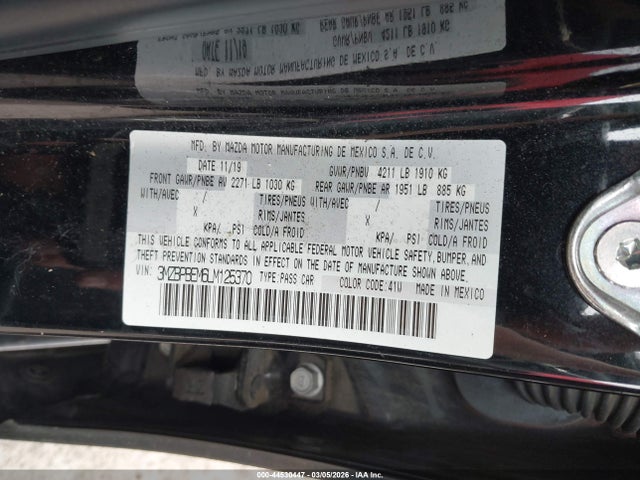 MFD. BY MAZDA MOTOR MANUFACTURING DE MEXICO S.A. DE C.V.
DATE 11/19 GVWR/PNBV 4211 LB 1910 KG
FRONT GAWR/PNBE AV 2271 LB 1030 KG REAR GAWR/PNBE AR 1951 LB 885 KG
WITH/AVEC / TIRES/PNEUS WITH/AVEC / TIRES/PNEUS
X RIMS/JANTES X RIMS/JANTES
KPA/ PSI COLD/A FROID KPA/ PSI COLD/A FROID
THIS VEHICLE CONFORMS TO ALL APPLICABLE FEDERAL MOTOR VEHICLE SAFETY, BUMPER,
AND THEFT PREVENTION STANDARDS IN EFFECT ON THE DATE OF MANUFACTURE SHOWN ABOVE.
VIN: 3MZBPBEM6LM125370 TYPE: PASS CAR COLOR CODE: 41W MADE IN MEXICO
000-44530447 - 03/05/2026 - IAAI.COM